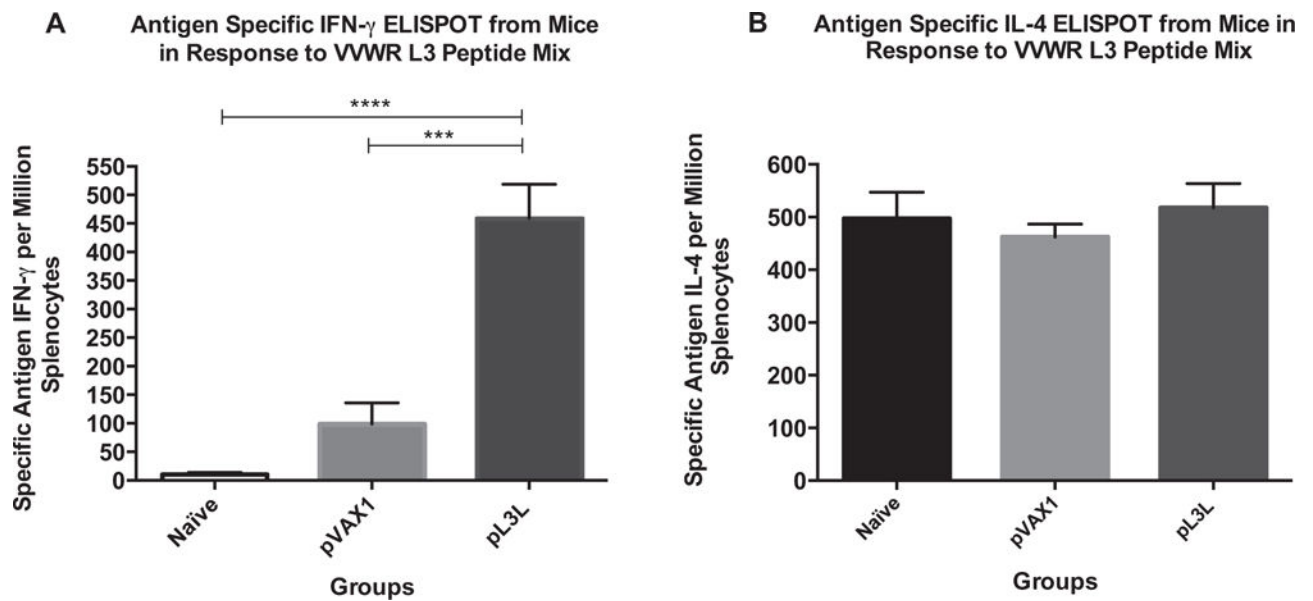 A
Antigen Specific IFN-γ ELISPOT from Mice
in Response to VVWR L3 Peptide Mix
****
***
Specific Antigen IFN-γ per Million
Splenocytes
550
500
450
400
350
300
250
200
150
100
50
0
Naïve
pVAX1
pL3L
Groups
B
Antigen Specific IL-4 ELISPOT from Mice in
Response to VVWR L3 Peptide Mix
Specific Antigen IL-4 per Million
Splenocytes
600
500
400
300
200
100
0
Naïve
pVAX1
pL3L
Groups